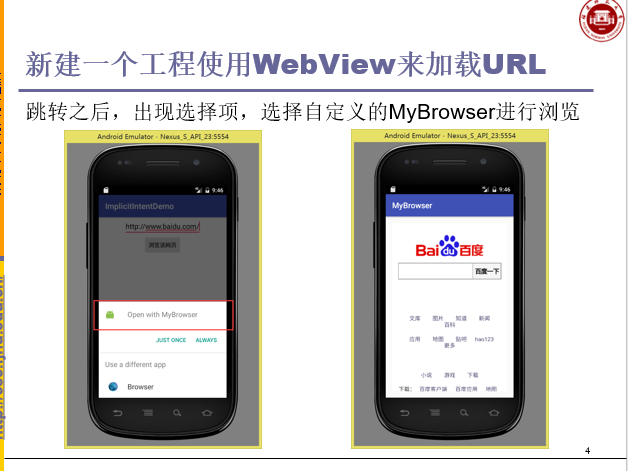 新建一个工程使用WebView来加载URL
跳转之后，出现选择项，选择自定义的MyBrowser进行浏览
Android Emulator - Nexus_S_API_23:5554
9:46
ImplicitIntentDemo
http://www.baidu.com/
浏览该网页
Open with MyBrowser
JUST ONCE ALWAYS
Use a different app
Browser
Android Emulator - Nexus_S_API_23:5554
9:46
MyBrowser
Bai du 百度
百度一下
文库 图片 知道 新闻
百科
应用 地图 贴吧 hao123
更多
小说 游戏 下载
下载: 百度客户端 百度应用 地图
4